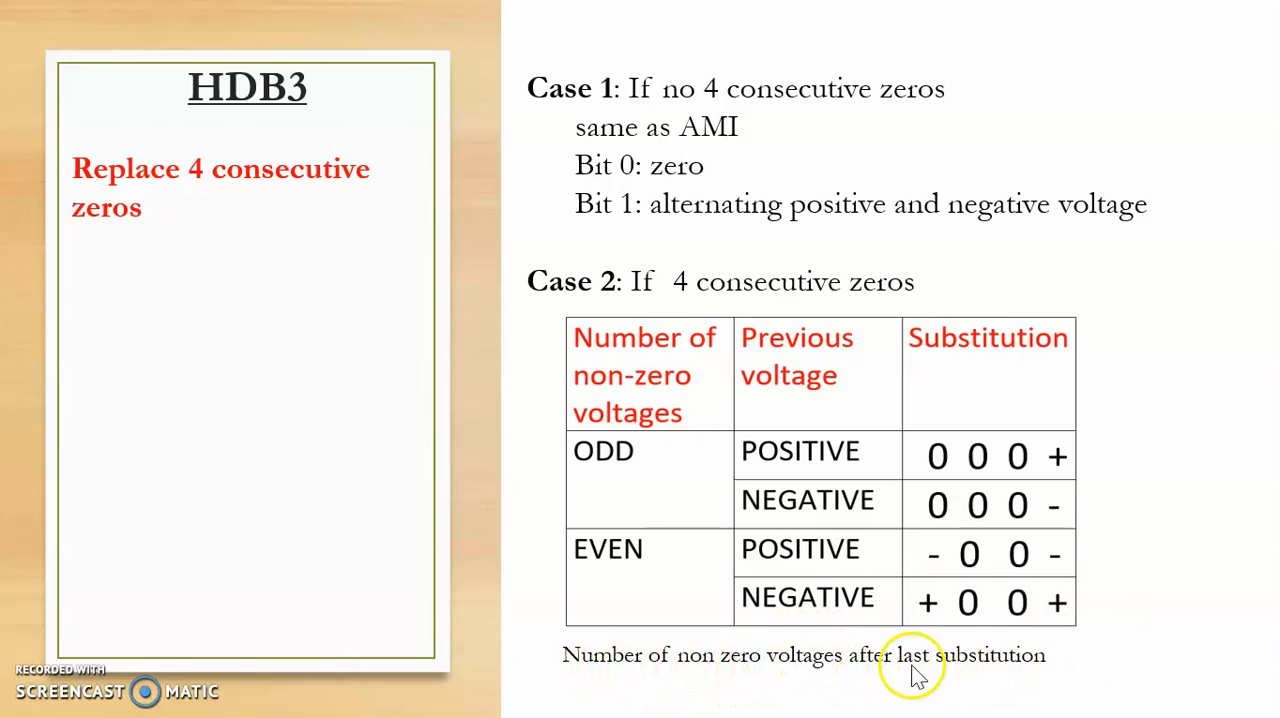 HDB3
Replace 4 consecutive
zeros
Case 1: If no 4 consecutive zeros
same as AMI
Bit 0: zero
Bit 1: alternating positive and negative voltage
Case 2: If 4 consecutive zeros
Number of non-zero voltages Previous voltage Substitution
ODD POSITIVE 0 0 0 +
NEGATIVE 0 0 0 -
EVEN POSITIVE - 0 0 -
NEGATIVE + 0 0 +
Number of non zero voltages after last substitution
RECORDED WITH
SCREENCAST MATIC